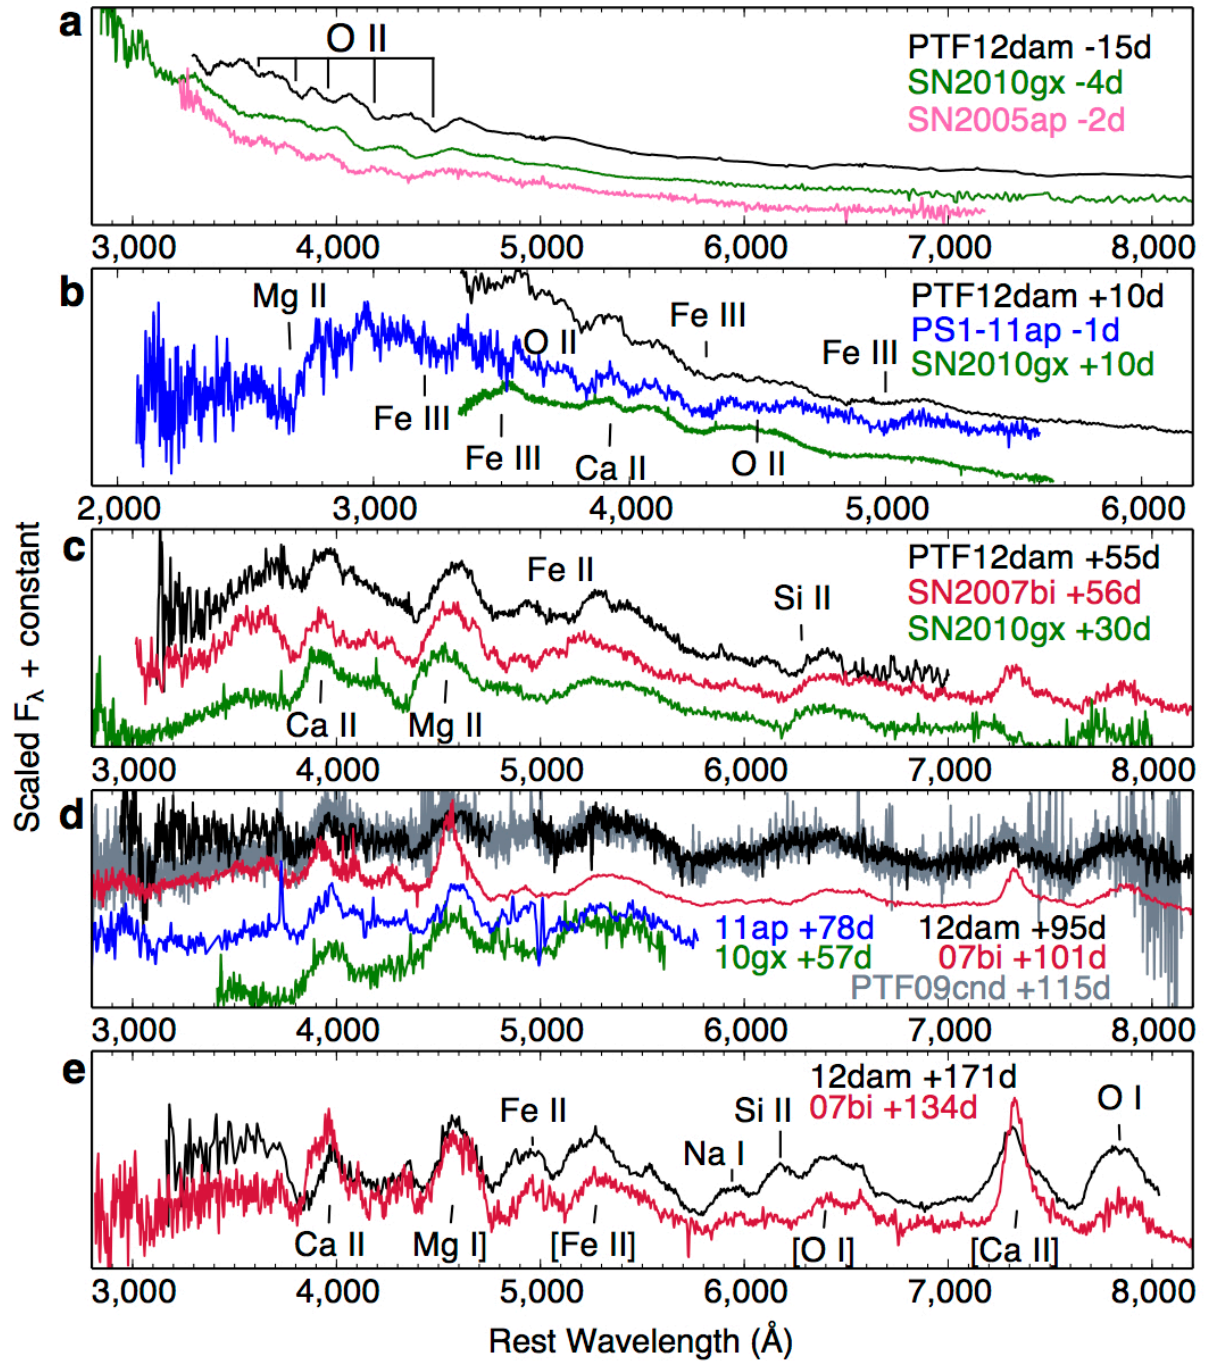 a
O II
PTF12dam -15d
SN2010gx -4d
SN2005ap -2d
3,000 4,000 5,000 6,000 7,000 8,000
b
Mg II
Fe III
O II
Fe III
Fe III
Fe III
Ca II
O II
PTF12dam +10d
PS1-11ap -1d
SN2010gx +10d
2,000 3,000 4,000 5,000 6,000
c
Fe II
Si II
Ca II
Mg II
PTF12dam +55d
SN2007bi +56d
SN2010gx +30d
3,000 4,000 5,000 6,000 7,000 8,000
d
11ap +78d 12dam +95d
10gx +57d 07bi +101d
PTF09cnd +115d
3,000 4,000 5,000 6,000 7,000 8,000
e
12dam +171d
07bi +134d
Fe II
Na I
Si II
O I
Ca II
Mg I]
[Fe II]
[O I]
[Ca II]
3,000 4,000 5,000 6,000 7,000 8,000
Rest Wavelength (Å)
Scaled Fλ + constant